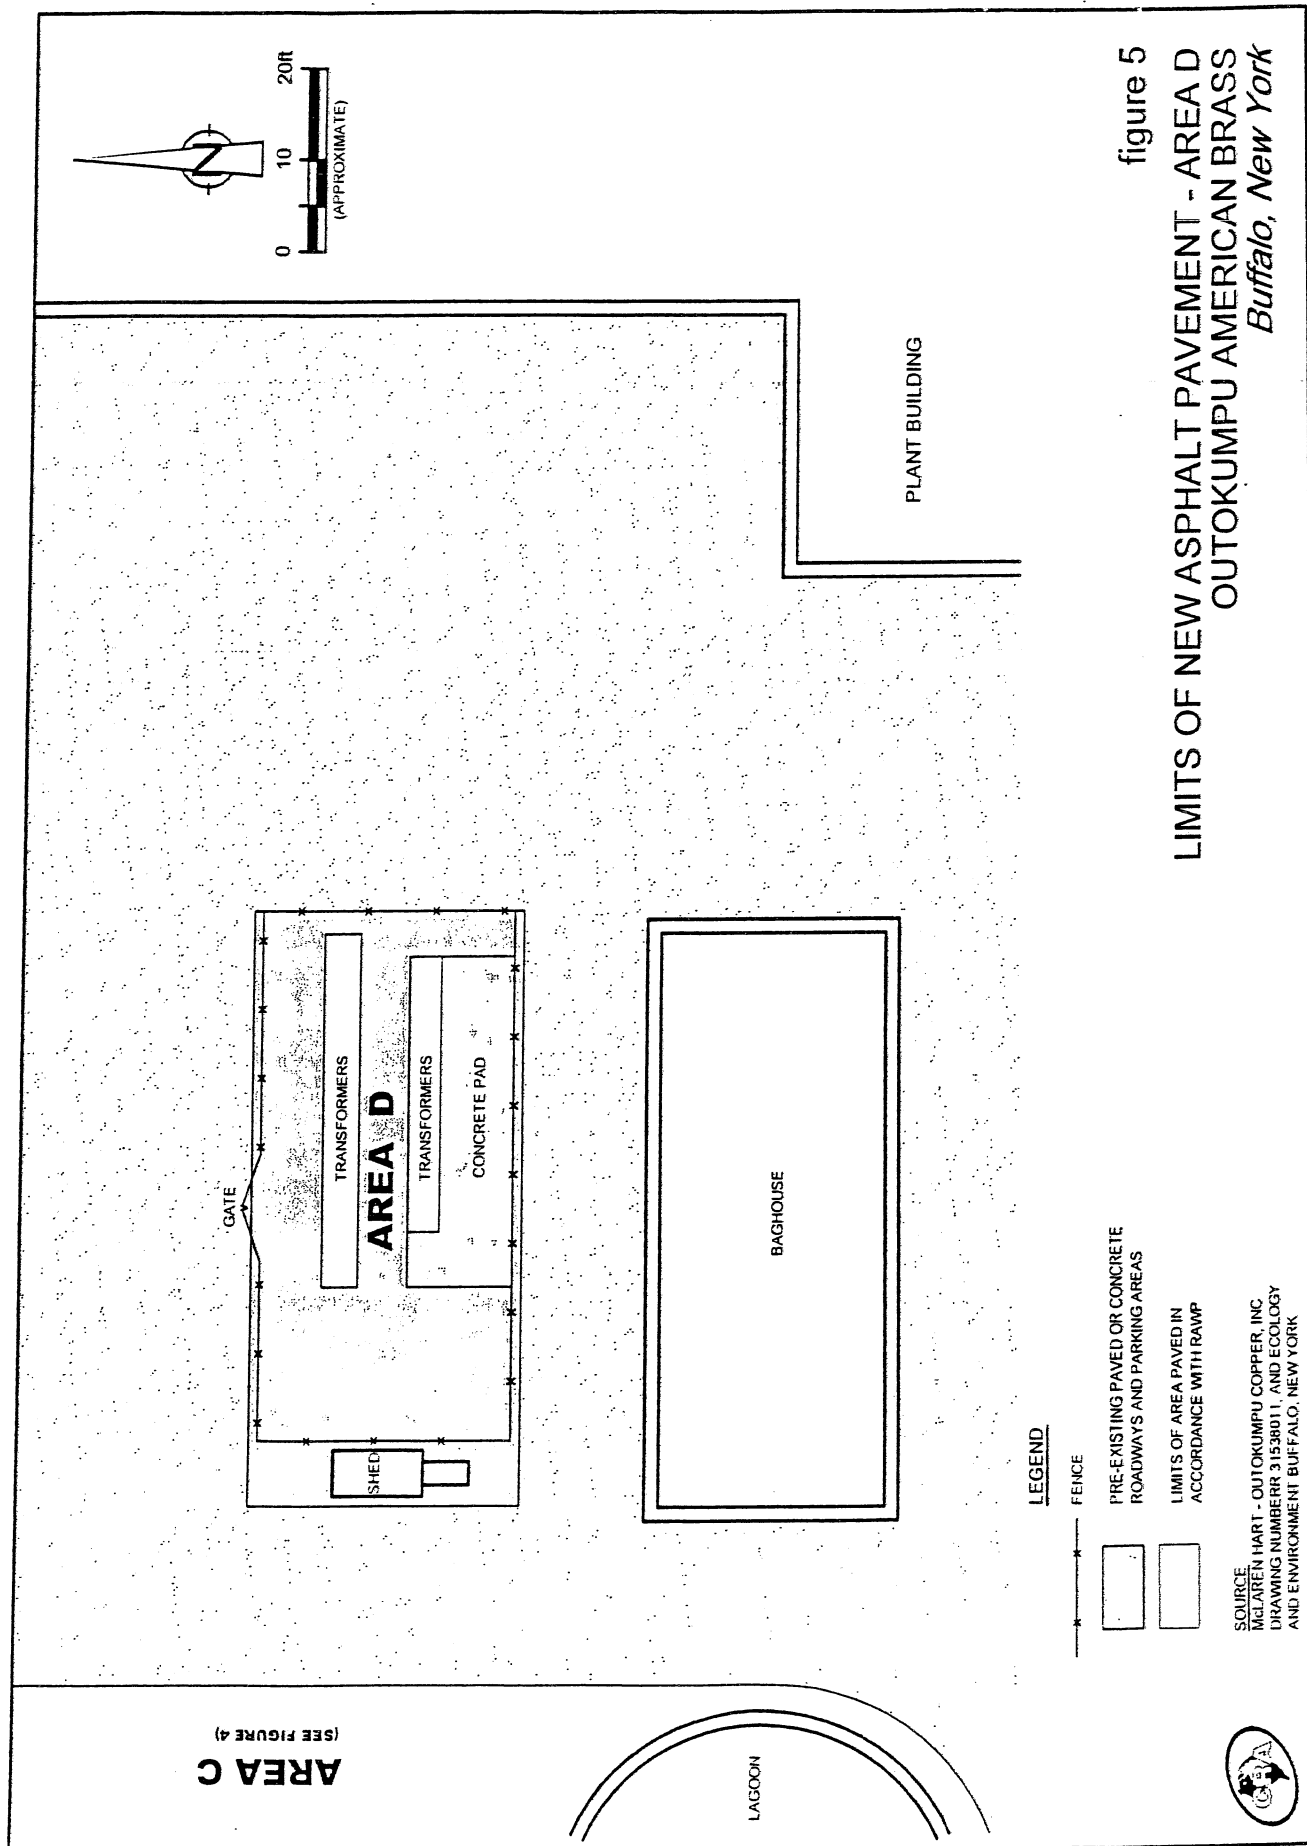 AREA C
(SEE FIGURE 4)
GATE
SHED
TRANSFORMERS
AREA D
TRANSFORMERS
CONCRETE PAD
0
10
20ft
(APPROXIMATE)
N
LAGOON
BAGHOUSE
PLANT BUILDING
LEGEND
FENCE
PRE-EXISTING PAVED OR CONCRETE
ROADWAYS AND PARKING AREAS
LIMITS OF AREA PAVED IN
ACCORDANCE WITH RAWP
SOURCE
McLAREN HART - OUTOKUMPU COPPER, INC
DRAWING NUMBERR 3153B011, AND ECOLOGY
AND ENVIRONMENT BUFFALO, NEW YORK
CRA
figure 5
LIMITS OF NEW ASPHALT PAVEMENT - AREA D
OUTOKUMPU AMERICAN BRASS
Buffalo, New York